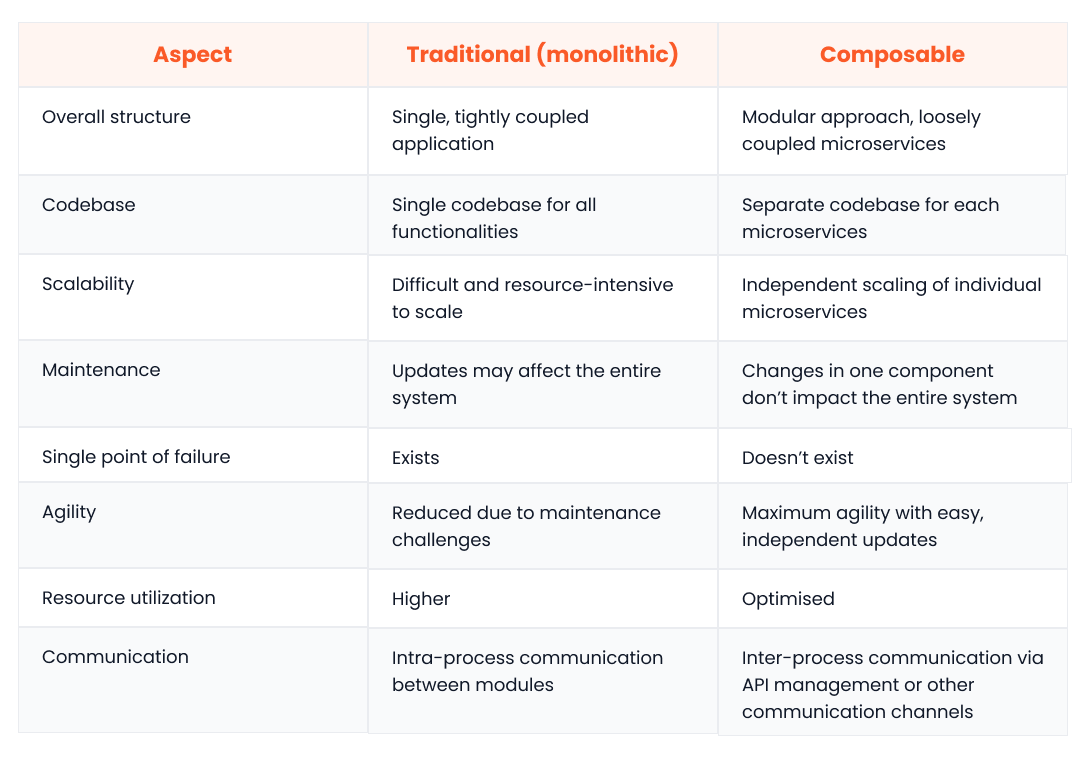 Aspect
Traditional (monolithic)
Composable
Overall structure
Single, tightly coupled
application
Modular approach, loosely
coupled microservices
Codebase
Single codebase for all
functionalities
Separate codebase for each
microservices
Scalability
Difficult and resource-intensive
to scale
Independent scaling of individual
microservices
Maintenance
Updates may affect the entire
system
Changes in one component
don’t impact the entire system
Single point of failure
Exists
Doesn’t exist
Agility
Reduced due to maintenance
challenges
Maximum agility with easy,
independent updates
Resource utilization
Higher
Optimised
Communication
Intra-process communication
between modules
Inter-process communication via
API management or other
communication channels